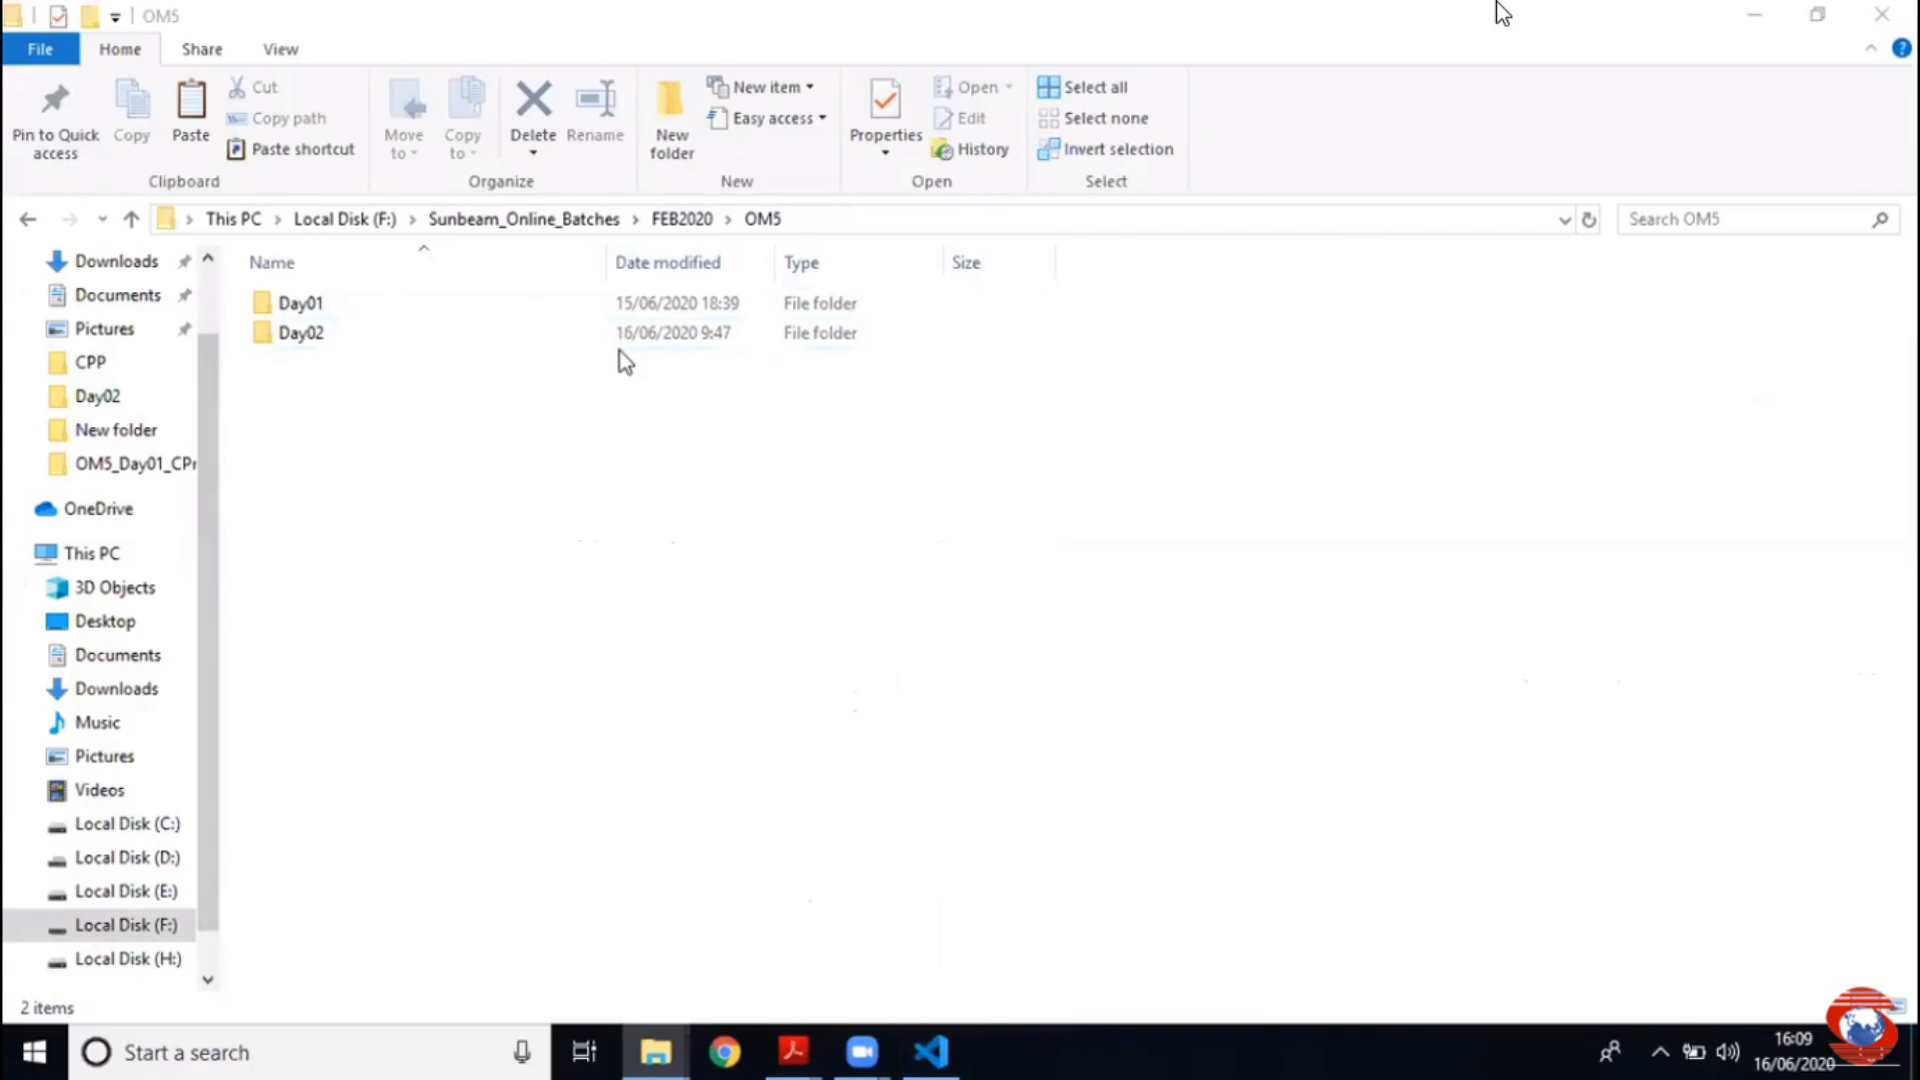 OM5
File Home Share View
Pin to Quick access
Copy
Paste
Cut
Copy path
Paste shortcut
Clipboard
Move to
Copy to
Delete
Rename
Organize
New folder
New item
Easy access
New
Properties
Open
Edit
History
Open
Select all
Select none
Invert selection
Select
This PC > Local Disk (F:) > Sunbeam_Online_Batches > FEB2020 > OM5
Search OM5
Name Date modified Type Size
Day01 15/06/2020 18:39 File folder
Day02 16/06/2020 9:47 File folder
Downloads
Documents
Pictures
CPP
Day02
New folder
OM5_Day01_CPr
OneDrive
This PC
3D Objects
Desktop
Documents
Downloads
Music
Pictures
Videos
Local Disk (C:)
Local Disk (D:)
Local Disk (E:)
Local Disk (F:)
Local Disk (H:)
2 items
Start a search
16:09
16/06/2020